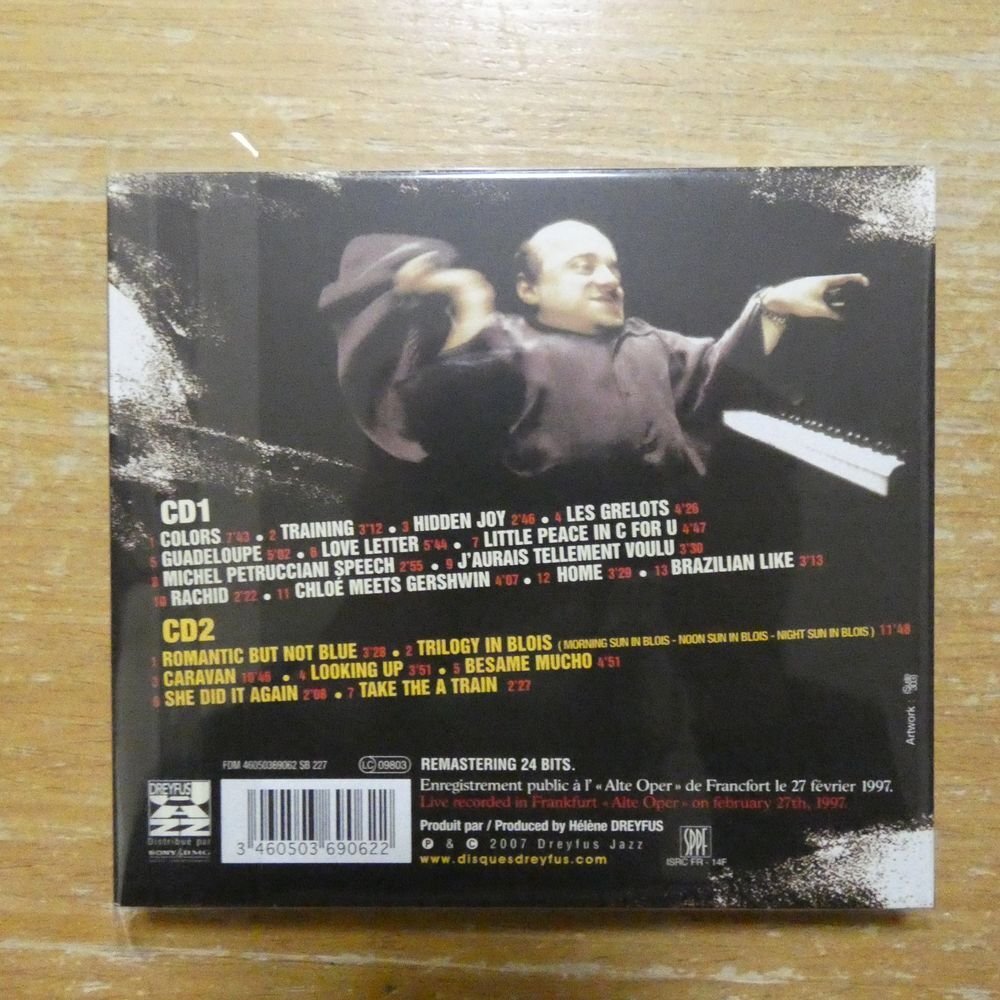 CD1
1 COLORS 7'43 • 2 TRAINING 3'12 • 3 HIDDEN JOY 2'46 • 4 LES GRELOTS 4'26
5 GUADELOUPE 5'02 • 6 LOVE LETTER 5'44 • 7 LITTLE PEACE IN C FOR U 4'47
8 MICHEL PETRUCCIANI SPEECH 2'55 • 9 J'AURAIS TELLEMENT VOULU 3'30
10 RACHID 2'22 • 11 CHLOÉ MEETS GERSHWIN 4'07 • 12 HOME 3'29 • 13 BRAZILIAN LIKE 3'13
CD2
1 ROMANTIC BUT NOT BLUE 3'28 • 2 TRILOGY IN BLOIS ( MORNING SUN IN BLOIS - NOON SUN IN BLOIS - NIGHT SUN IN BLOIS ) 11'48
3 CARAVAN 10'46 • 4 LOOKING UP 3'51 • 5 BESAME MUCHO 4'51
6 SHE DID IT AGAIN 2'08 • 7 TAKE THE A TRAIN 2'27
Artwork :
FDM 46050369062 SB 227
LC 09803
REMASTERING 24 BITS.
Enregistrement public à l' « Alte Oper » de Francfort le 27 février 1997.
Live recorded in Frankfurt « Alte Oper » on february 27th, 1997.
Produit par / Produced by Hélène DREYFUS
P & C 2007 Dreyfus Jazz
www.disquesdreyfus.com
DREYFUS
JAZZ
Distribué par
SONY BMG
3 460503 690622
SPPF
ISRC FR - 14F